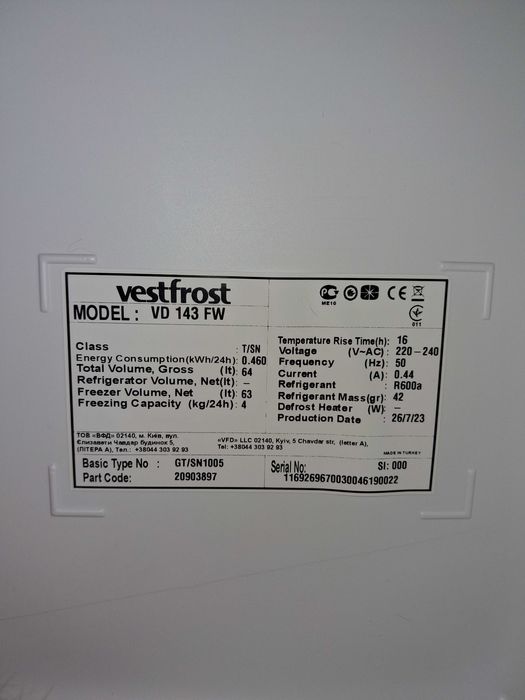 vestfrost
MODEL : VD 143 FW
ME10
011
Class : T/SN
Energy Consumption(kWh/24h): 0.460
Total Volume, Gross (lt): 64
Refrigerator Volume, Net(lt): –
Freezer Volume, Net (lt): 63
Freezing Capacity (kg/24h): 4
Temperature Rise Time(h): 16
Voltage (V~AC) : 220-240
Frequency (Hz): 50
Current (A): 0.44
Refrigerant : R600a
Refrigerant Mass(gr): 42
Defrost Heater (W): –
Production Date : 26/7/23
ТОВ «ВФД» 02140, м. Київ, вул.
Єлизавети Чавдар будинок 5,
(ЛІТЕРА А), Тел.: +38044 303 92 93
«VFD» LLC 02140, Kyiv, 5 Chavdar str, (letter A),
Tel: +38044 303 92 93
MADE IN TURKEY
Basic Type No : GT/SN1005
Part Code: 20903897
Serial No: SI: 000
1169269670030046190022